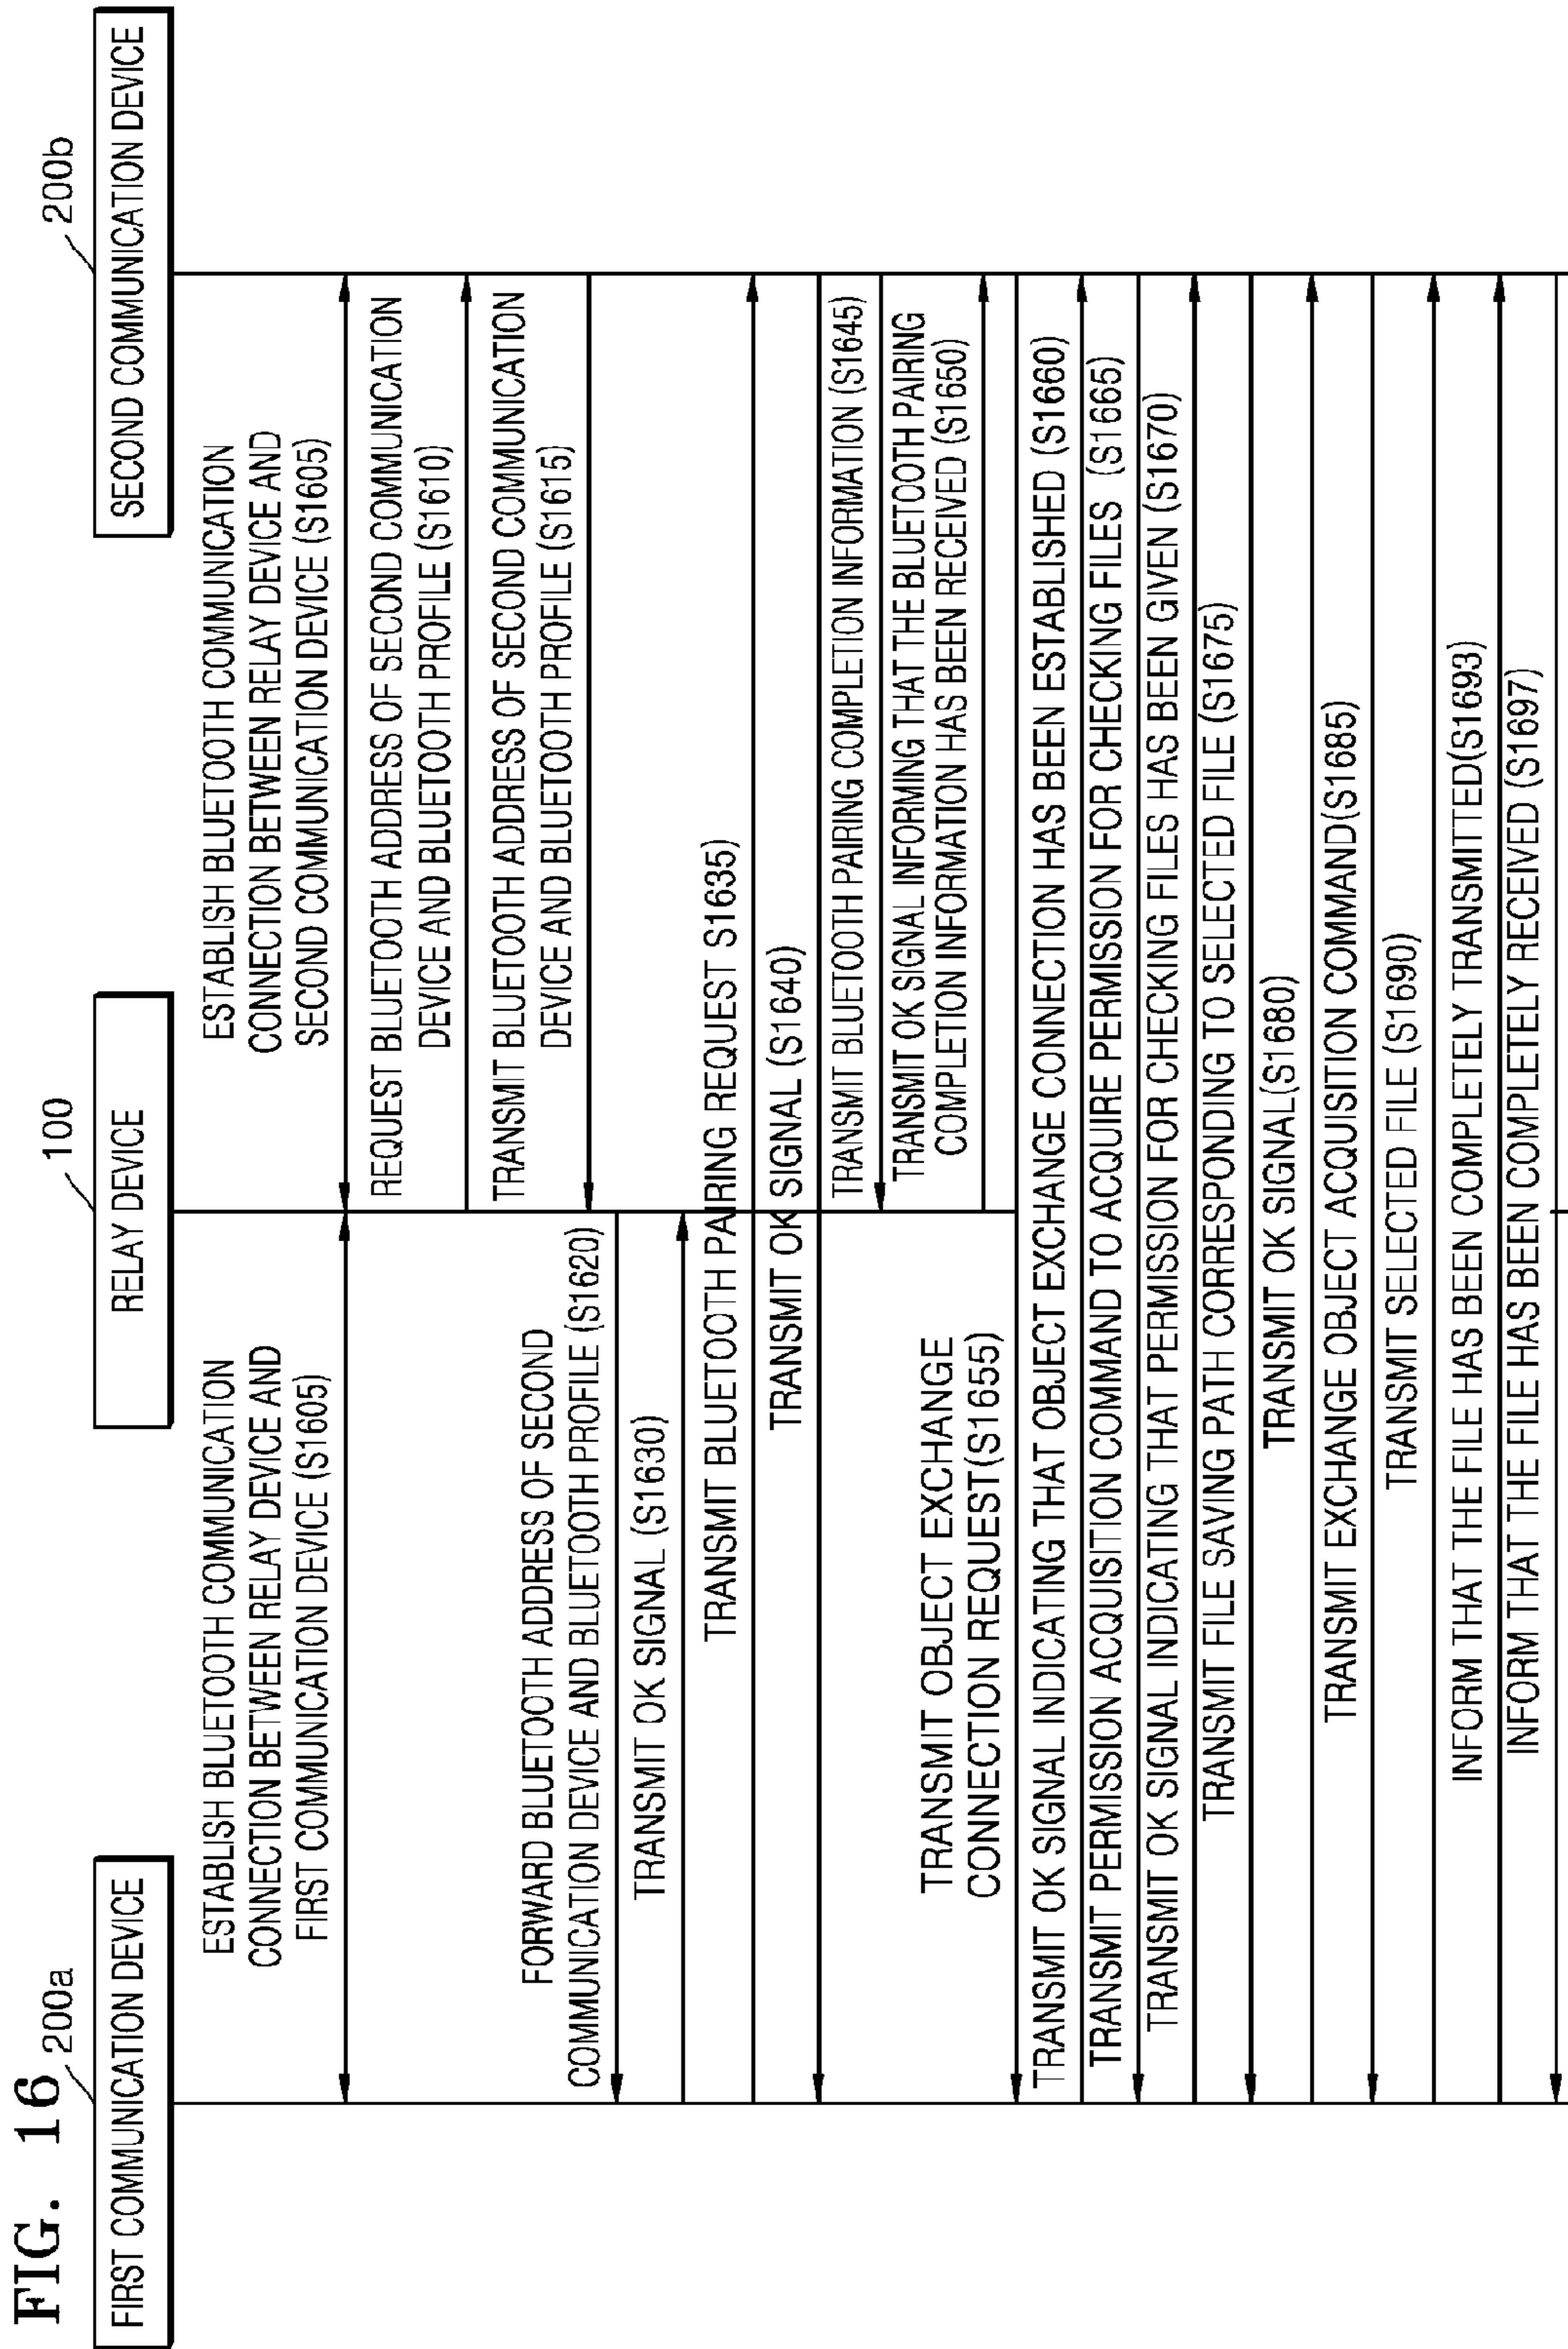 FIG. 16
200a
100
200b
FIRST COMMUNICATION DEVICE
RELAY DEVICE
SECOND COMMUNICATION DEVICE
ESTABLISH BLUETOOTH COMMUNICATION
CONNECTION BETWEEN RELAY DEVICE AND
FIRST COMMUNICATION DEVICE (S1605)
ESTABLISH BLUETOOTH COMMUNICATION
CONNECTION BETWEEN RELAY DEVICE AND
SECOND COMMUNICATION DEVICE (S1605)
REQUEST BLUETOOTH ADDRESS OF SECOND COMMUNICATION
DEVICE AND BLUETOOTH PROFILE (S1610)
TRANSMIT BLUETOOTH ADDRESS OF SECOND COMMUNICATION
DEVICE AND BLUETOOTH PROFILE (S1615)
FORWARD BLUETOOTH ADDRESS OF SECOND
COMMUNICATION DEVICE AND BLUETOOTH PROFILE (S1620)
TRANSMIT OK SIGNAL (S1630)
TRANSMIT BLUETOOTH PAIRING REQUEST S1635)
TRANSMIT OK SIGNAL (S1640)
TRANSMIT BLUETOOTH PAIRING COMPLETION INFORMATION (S1645)
TRANSMIT OK SIGNAL INFORMING THAT THE BLUETOOTH PAIRING
COMPLETION INFORMATION HAS BEEN RECEIVED (S1650)
TRANSMIT OBJECT EXCHANGE
CONNECTION REQUEST(S1655)
TRANSMIT OK SIGNAL INDICATING THAT OBJECT EXCHANGE CONNECTION HAS BEEN ESTABLISHED (S1660)
TRANSMIT PERMISSION ACQUISITION COMMAND TO ACQUIRE PERMISSION FOR CHECKING FILES (S1665)
TRANSMIT OK SIGNAL INDICATING THAT PERMISSION FOR CHECKING FILES HAS BEEN GIVEN (S1670)
TRANSMIT FILE SAVING PATH CORRESPONDING TO SELECTED FILE (S1675)
TRANSMIT OK SIGNAL(S1680)
TRANSMIT EXCHANGE OBJECT ACQUISITION COMMAND(S1685)
TRANSMIT SELECTED FILE (S1690)
INFORM THAT THE FILE HAS BEEN COMPLETELY TRANSMITTED(S1693)
INFORM THAT THE FILE HAS BEEN COMPLETELY RECEIVED (S1697)